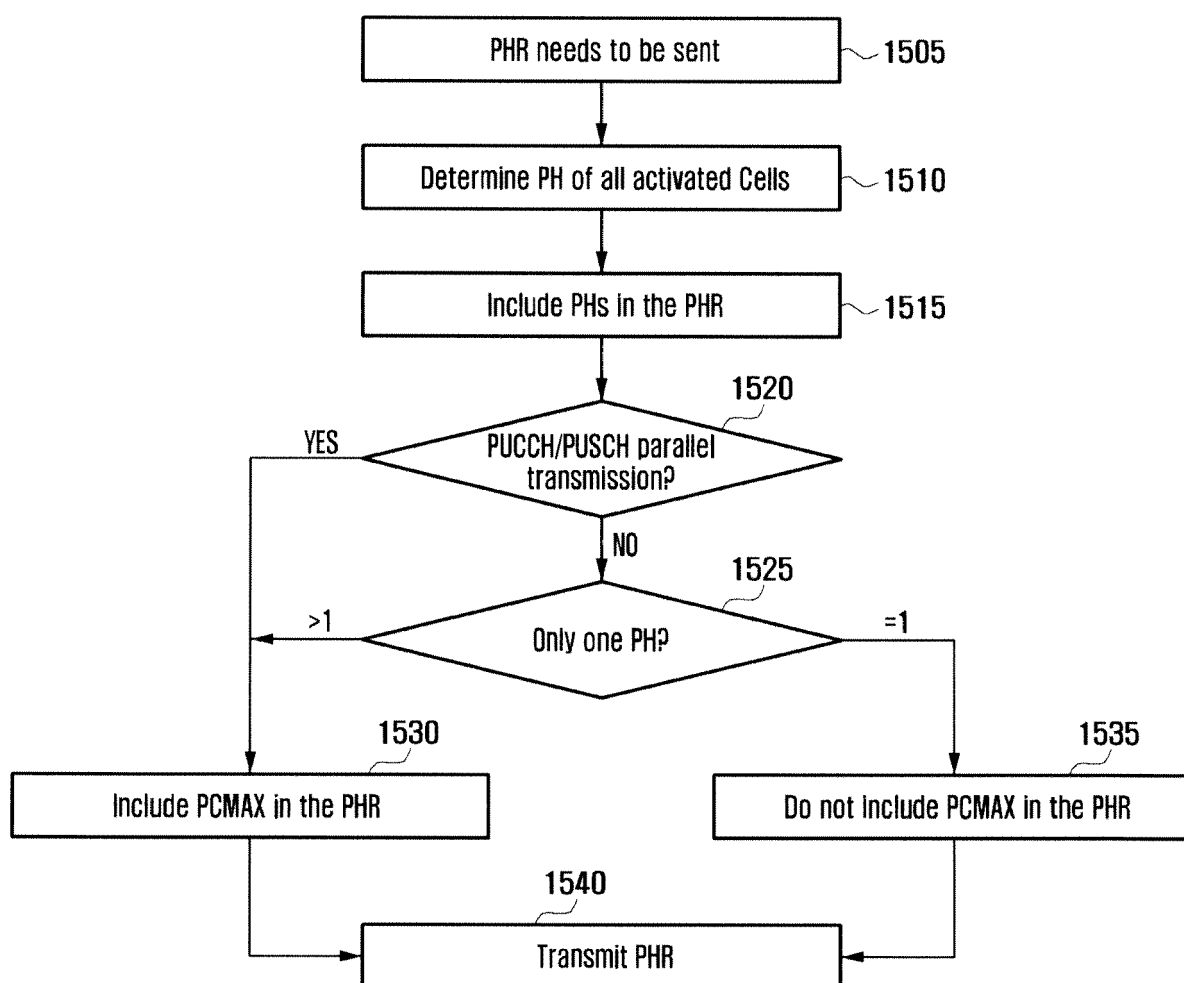 PHR needs to be sent
1505
Determine PH of all activated Cells
1510
Include PHs in the PHR
1515
1520
YES
PUCCH/PUSCH parallel
transmission?
NO
1525
>1
Only one PH?
=1
1530
1535
Include PCMAX in the PHR
Do not include PCMAX in the PHR
1540
Transmit PHR